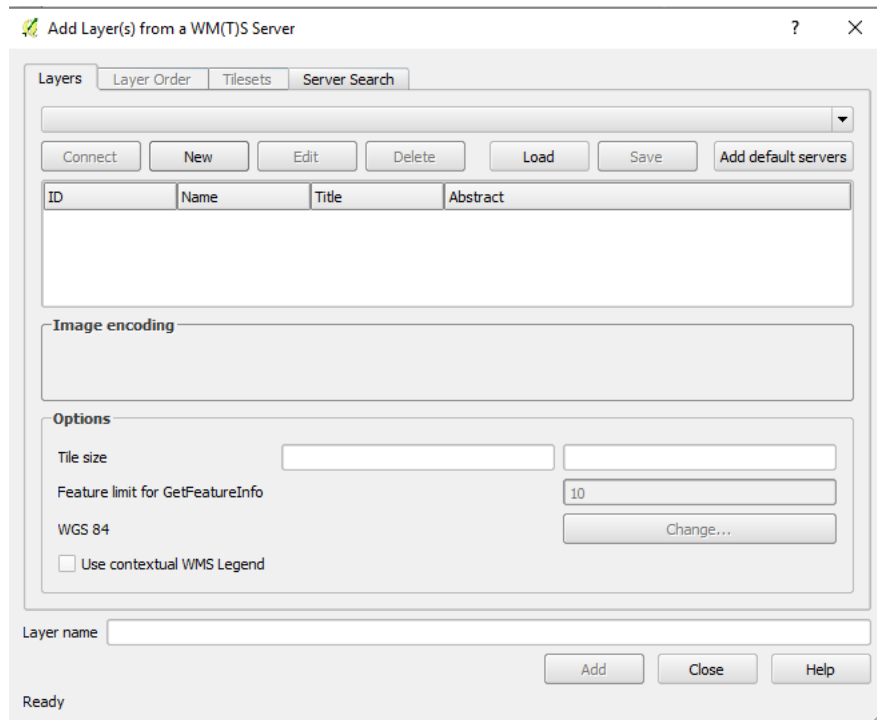 Add Layer(s) from a WM(T)S Server
Layers Layer Order Tilesets Server Search
Connect New Edit Delete Load Save Add default servers
ID Name Title Abstract
Image encoding
Options
Tile size
Feature limit for GetFeatureInfo 10
WGS 84 Change...
Use contextual WMS Legend
Layer name
Add Close Help
Ready